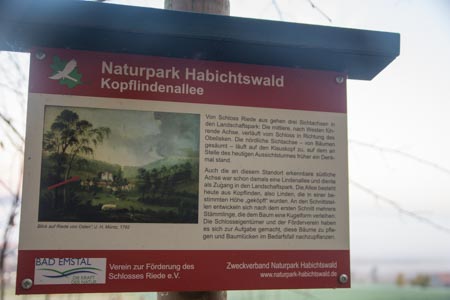 Naturpark Habichtswald
Kopflindenallee
Von Schloss Riede aus gehen drei Sichtachsen in
den Landschaftspark: Die mittlere, nach Westen füh-
rende Achse, verläuft vom Schloss in Richtung des
Obelisken. Die nördliche Sichtachse – von Bäumen
gesäumt – läuft auf den Klauskopf zu, auf dem an
Stelle des heutigen Aussichtsturmes früher ein Denk-
mal stand.
Auch die an diesem Standort erkennbare südliche
Achse war schon damals eine Lindenallee und diente
als Zugang in den Landschaftspark. Die Allee besteht
heute aus Kopflinden, also Linden, die in einer be-
stimmten Höhe „geköpft" wurden. An den Schnittstel-
len entwickeln sich nach dem ersten Schnitt mehrere
Stämmlinge, die dem Baum eine Kugelform verleihen.
Die Schlosseigentümer und der Förderverein haben
es sich zur Aufgabe gemacht, diese Bäume zu pfle-
gen und Baumlücken im Bedarfsfall nachzupflanzen.
Blick auf Riede von Osten / J. H. Müntz, 1792
BAD EMSTAL
DIE KRAFT
DER NATUR
Verein zur Förderung des
Schlosses Riede e.V.
Zweckverband Naturpark Habichtswald
www.naturpark-habichtswald.de